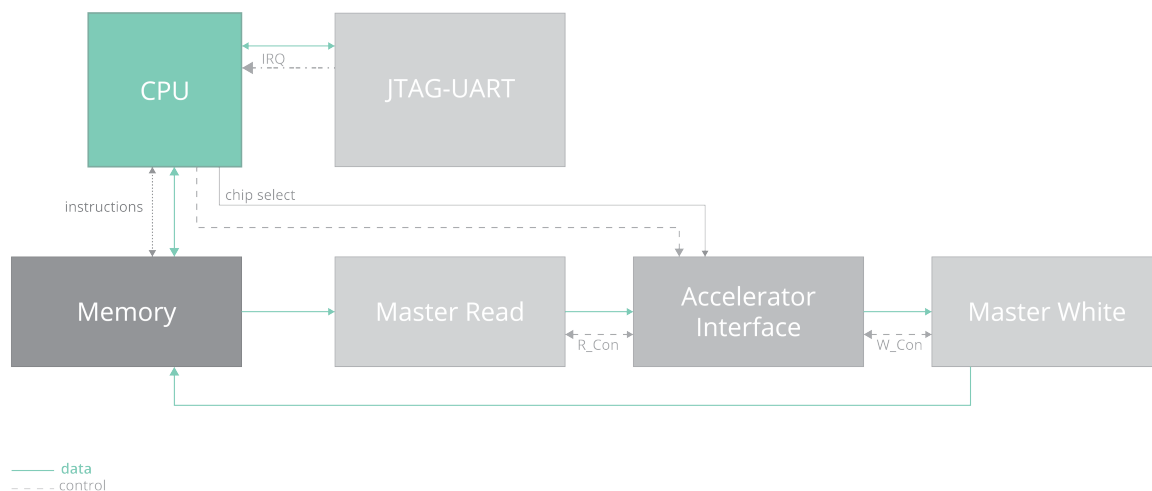 CPU
IRQ
JTAG-UART
chip select
instructions
Memory
Master Read
R_Con
Accelerator
Interface
W_Con
Master White
data
control